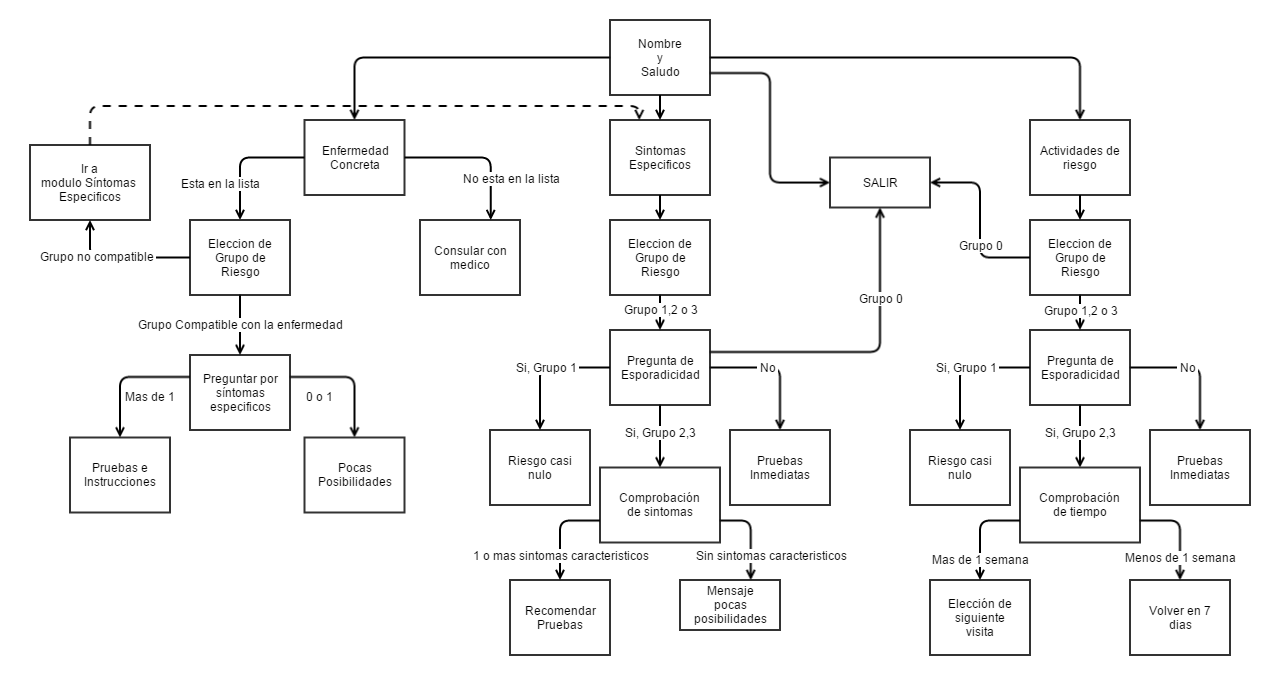 Nombre
y
Saludo
Enfermedad
Concreta
Sintomas
Especificos
Actividades de
riesgo
Ir a
modulo Síntomas
Especificos
SALIR
Esta en la lista
No esta en la lista
Eleccion de
Grupo de
Riesgo
Consular con
medico
Eleccion de
Grupo de
Riesgo
Grupo 0
Eleccion de
Grupo de
Riesgo
Grupo no compatible
Grupo 0
Grupo 1,2 o 3
Grupo 1,2 o 3
Grupo Compatible con la enfermedad
Preguntar por
síntomas
especificos
Pregunta de
Esporadicidad
Pregunta de
Esporadicidad
Si, Grupo 1
No
Si, Grupo 1
No
Mas de 1
0 o 1
Si, Grupo 2,3
Si, Grupo 2,3
Pruebas e
Instrucciones
Pocas
Posibilidades
Riesgo casi
nulo
Pruebas
Inmediatas
Riesgo casi
nulo
Pruebas
Inmediatas
Comprobación
de sintomas
Comprobación
de tiempo
1 o mas sintomas caracteristicos
Sin sintomas caracteristicos
Mas de 1 semana
Menos de 1 semana
Recomendar
Pruebas
Mensaje
pocas
posibilidades
Elección de
siguiente
visita
Volver en 7
dias